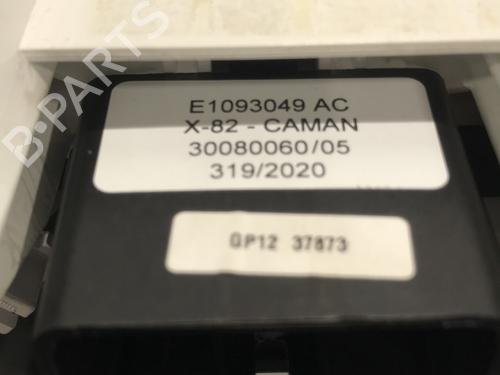 B-PARTS
E1093049 AC
X-82 - CAMAN
30080060/05
319/2020
GP12 37873